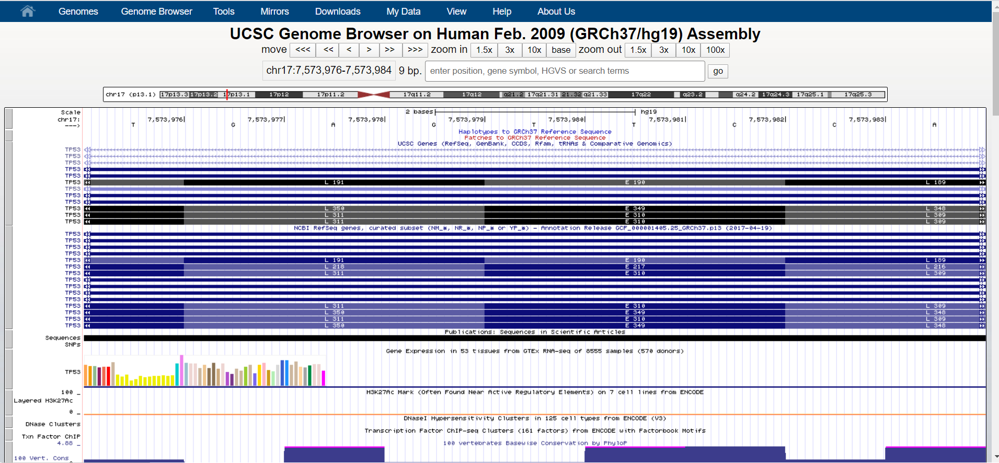 Genomes Genome Browser Tools Mirrors Downloads My Data View Help About Us
UCSC Genome Browser on Human Feb. 2009 (GRCh37/hg19) Assembly
move <<< << < > >> >>> zoom in 1.5x 3x 10x base zoom out 1.5x 3x 10x 100x
chr17:7,573,976-7,573,984 9 bp. enter position, gene symbol, HGVS or search terms go
chr17 (p13.1) 17p13.3 17p13.2 17p13.1 17p12 17p11.2 17q11.2 17q12 q21.2 17q21.31 21.32 q21.33 17q22 q23.2 q24.2 17q24.3 17q25.1 17q25.3
Scale 2 bases hg19
chr17: 7,573,976| 7,573,977| 7,573,978| 7,573,979| 7,573,980| 7,573,981| 7,573,982| 7,573,983|
---> T G A G T T C C A
Haplotypes to GRCh37 Reference Sequence
Patches to GRCh37 Reference Sequence
UCSC Genes (RefSeq, GenBank, CCDS, Rfam, tRNAs & Comparative Genomics)
TP53
TP53
TP53
TP53
TP53
TP53 L 191 E 190 L 189
TP53
TP53
TP53
TP53 L 350 E 349 L 348
TP53 L 311 E 310 L 309
TP53 L 311 E 310 L 309
NCBI RefSeq genes, curated subset (NM_*, NR_*, NP_* or YP_*) - Annotation Release GCF_000001405.25_GRCh37.p13 (2017-04-19)
TP53
TP53
TP53
TP53
TP53 L 191 E 190 L 189
TP53 L 218 E 217 L 216
TP53 L 311 E 310 L 309
TP53
TP53
TP53
TP53
TP53 L 311 E 310 L 309
TP53 L 350 E 349 L 348
TP53 L 311 E 310 L 309
TP53 L 350 E 349 L 348
Publications: Sequences in Scientific Articles
Sequences
SNPs
Gene Expression in 53 tissues from GTEx RNA-seq of 8555 samples (570 donors)
TP53
100 _ H3K27Ac Mark (Often Found Near Active Regulatory Elements) on 7 cell lines from ENCODE
Layered H3K27Ac
0 _
DNaseI Hypersensitivity Clusters in 125 cell types from ENCODE (V3)
DNase Clusters
Transcription Factor ChIP-seq Clusters (161 factors) from ENCODE with Factorbook Motifs
Txn Factor ChIP
4.88 _ 100 vertebrates Basewise Conservation by PhyloP
100 Vert. Cons